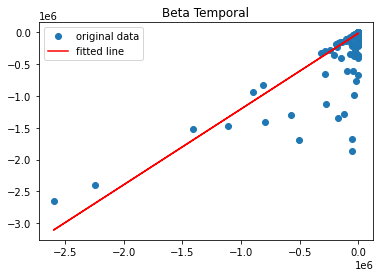 Beta Temporal
1e6
original data
fitted line
0.0
−0.5
−1.0
−1.5
−2.0
−2.5
−3.0
−2.5
−2.0
−1.5
−1.0
−0.5
0.0
1e6